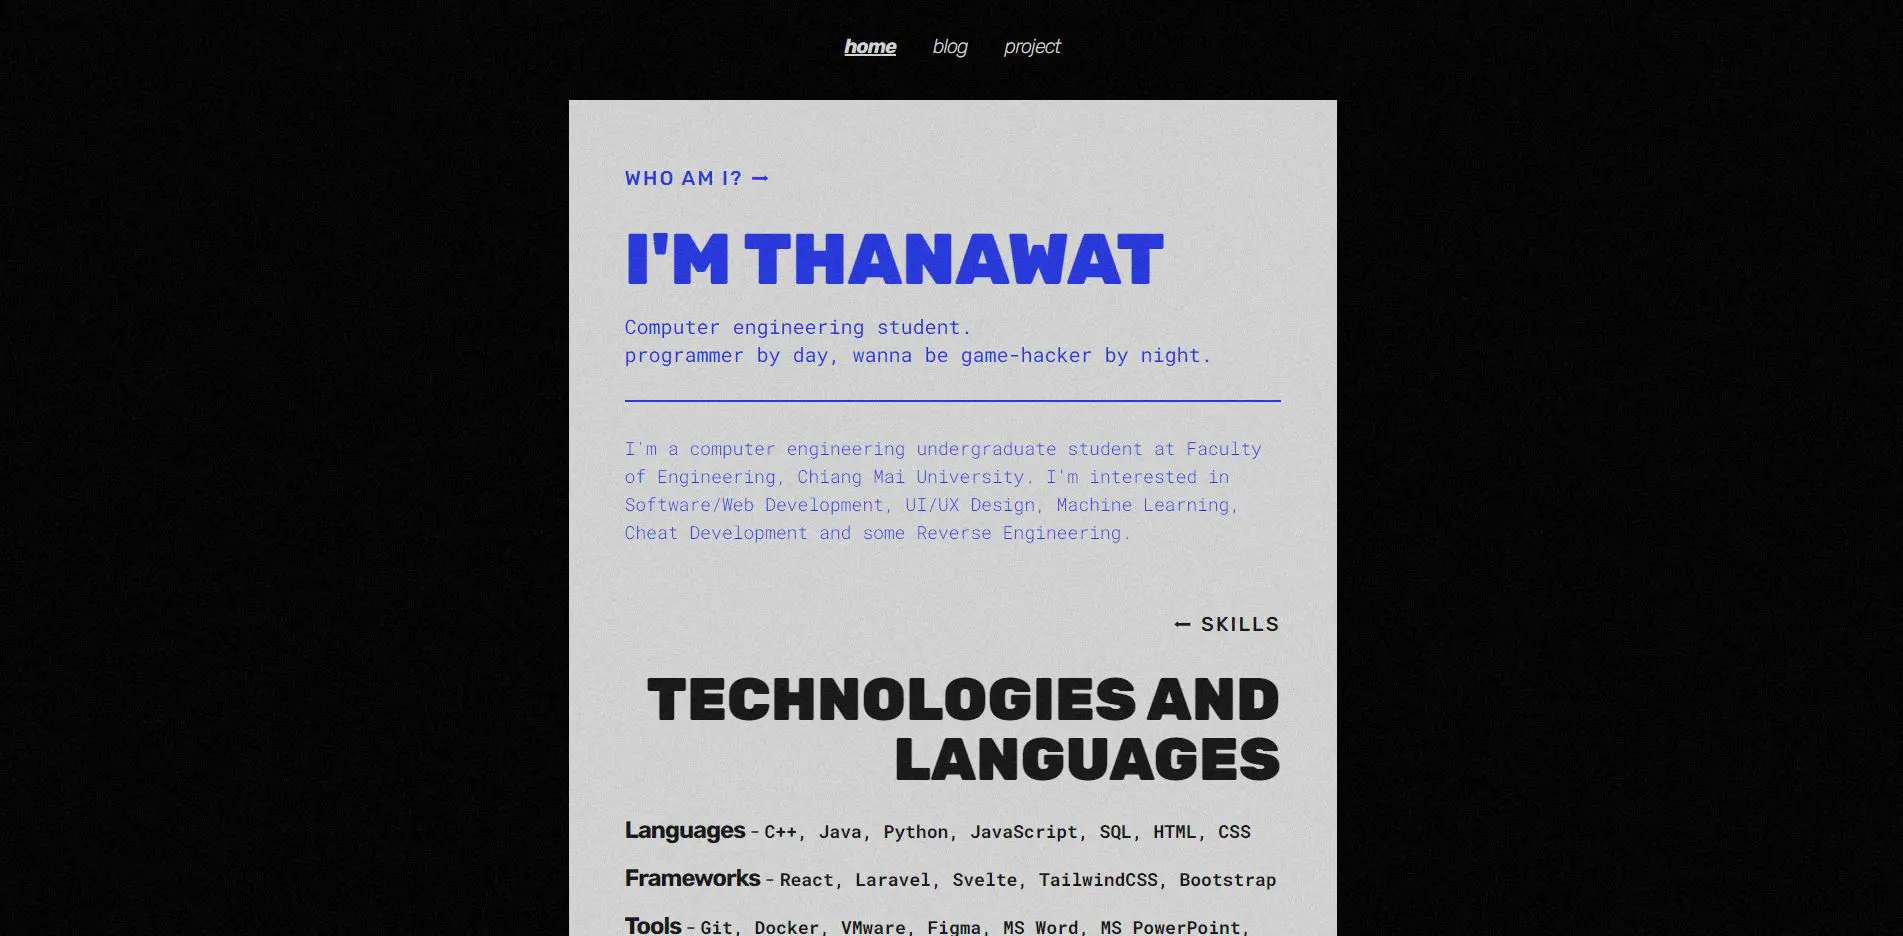 home blog project
WHO AM I? ➞
I'M THANAWAT
Computer engineering student.
programmer by day, wanna be game-hacker by night.
I'm a computer engineering undergraduate student at Faculty
of Engineering, Chiang Mai University. I'm interested in
Software/Web Development, UI/UX Design, Machine Learning,
Cheat Development and some Reverse Engineering.
← SKILLS
TECHNOLOGIES AND
LANGUAGES
Languages - C++, Java, Python, JavaScript, SQL, HTML, CSS
Frameworks - React, Laravel, Svelte, TailwindCSS, Bootstrap
Tools - Git, Docker, VMware, Figma, MS Word, MS PowerPoint,